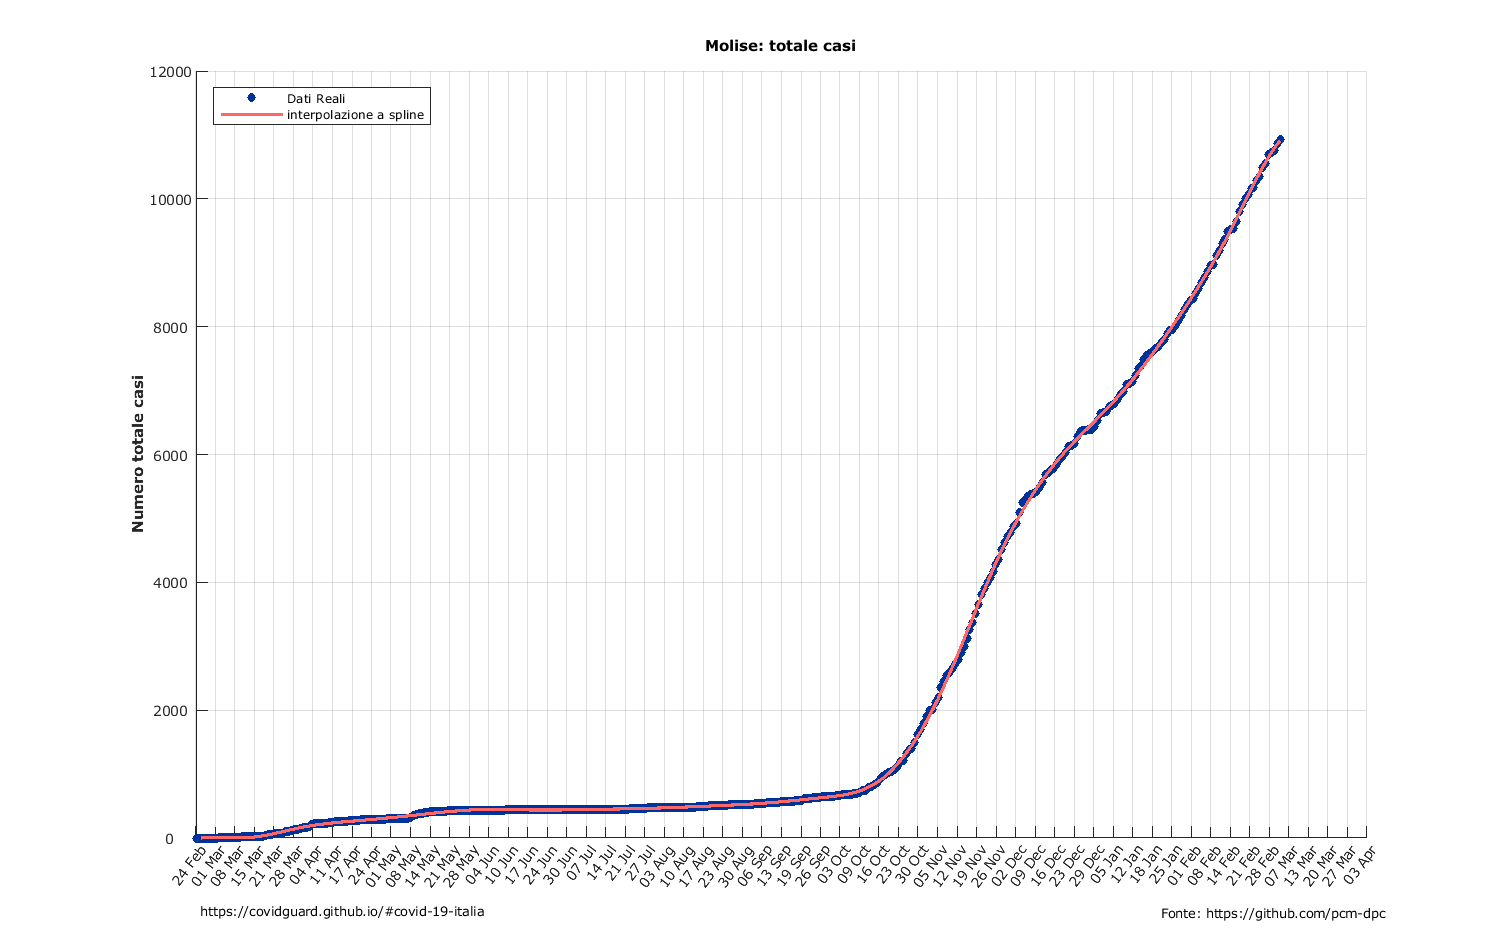 Molise: totale casi
12000
10000
8000
6000
4000
2000
0
Numero totale casi
Dati Reali
interpolazione a spline
24 Feb
01 Mar
08 Mar
15 Mar
21 Mar
28 Mar
04 Apr
11 Apr
17 Apr
24 Apr
01 May
08 May
14 May
21 May
28 May
04 Jun
10 Jun
17 Jun
24 Jun
30 Jun
07 Jul
14 Jul
21 Jul
27 Jul
03 Aug
10 Aug
17 Aug
23 Aug
30 Aug
06 Sep
13 Sep
19 Sep
26 Sep
03 Oct
09 Oct
16 Oct
23 Oct
30 Oct
05 Nov
12 Nov
19 Nov
26 Nov
02 Dec
09 Dec
16 Dec
23 Dec
29 Dec
05 Jan
12 Jan
18 Jan
25 Jan
01 Feb
08 Feb
14 Feb
21 Feb
28 Feb
07 Mar
13 Mar
20 Mar
27 Mar
03 Apr
https://covidguard.github.io/#covid-19-italia
Fonte: https://github.com/pcm-dpc